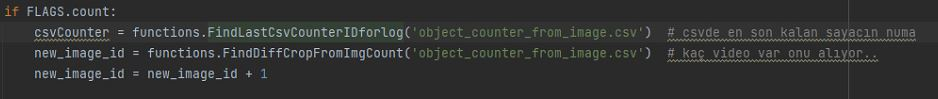 if FLAGS.count:
csvCounter = functions.FindLastCsvCounterIDforlog('object_counter_from_image.csv')  # csvde en son kalan sayacın numa
new_image_id = functions.FindDiffCropFromImgCount('object_counter_from_image.csv')  # kaç video var onu alıyor..
new_image_id = new_image_id + 1